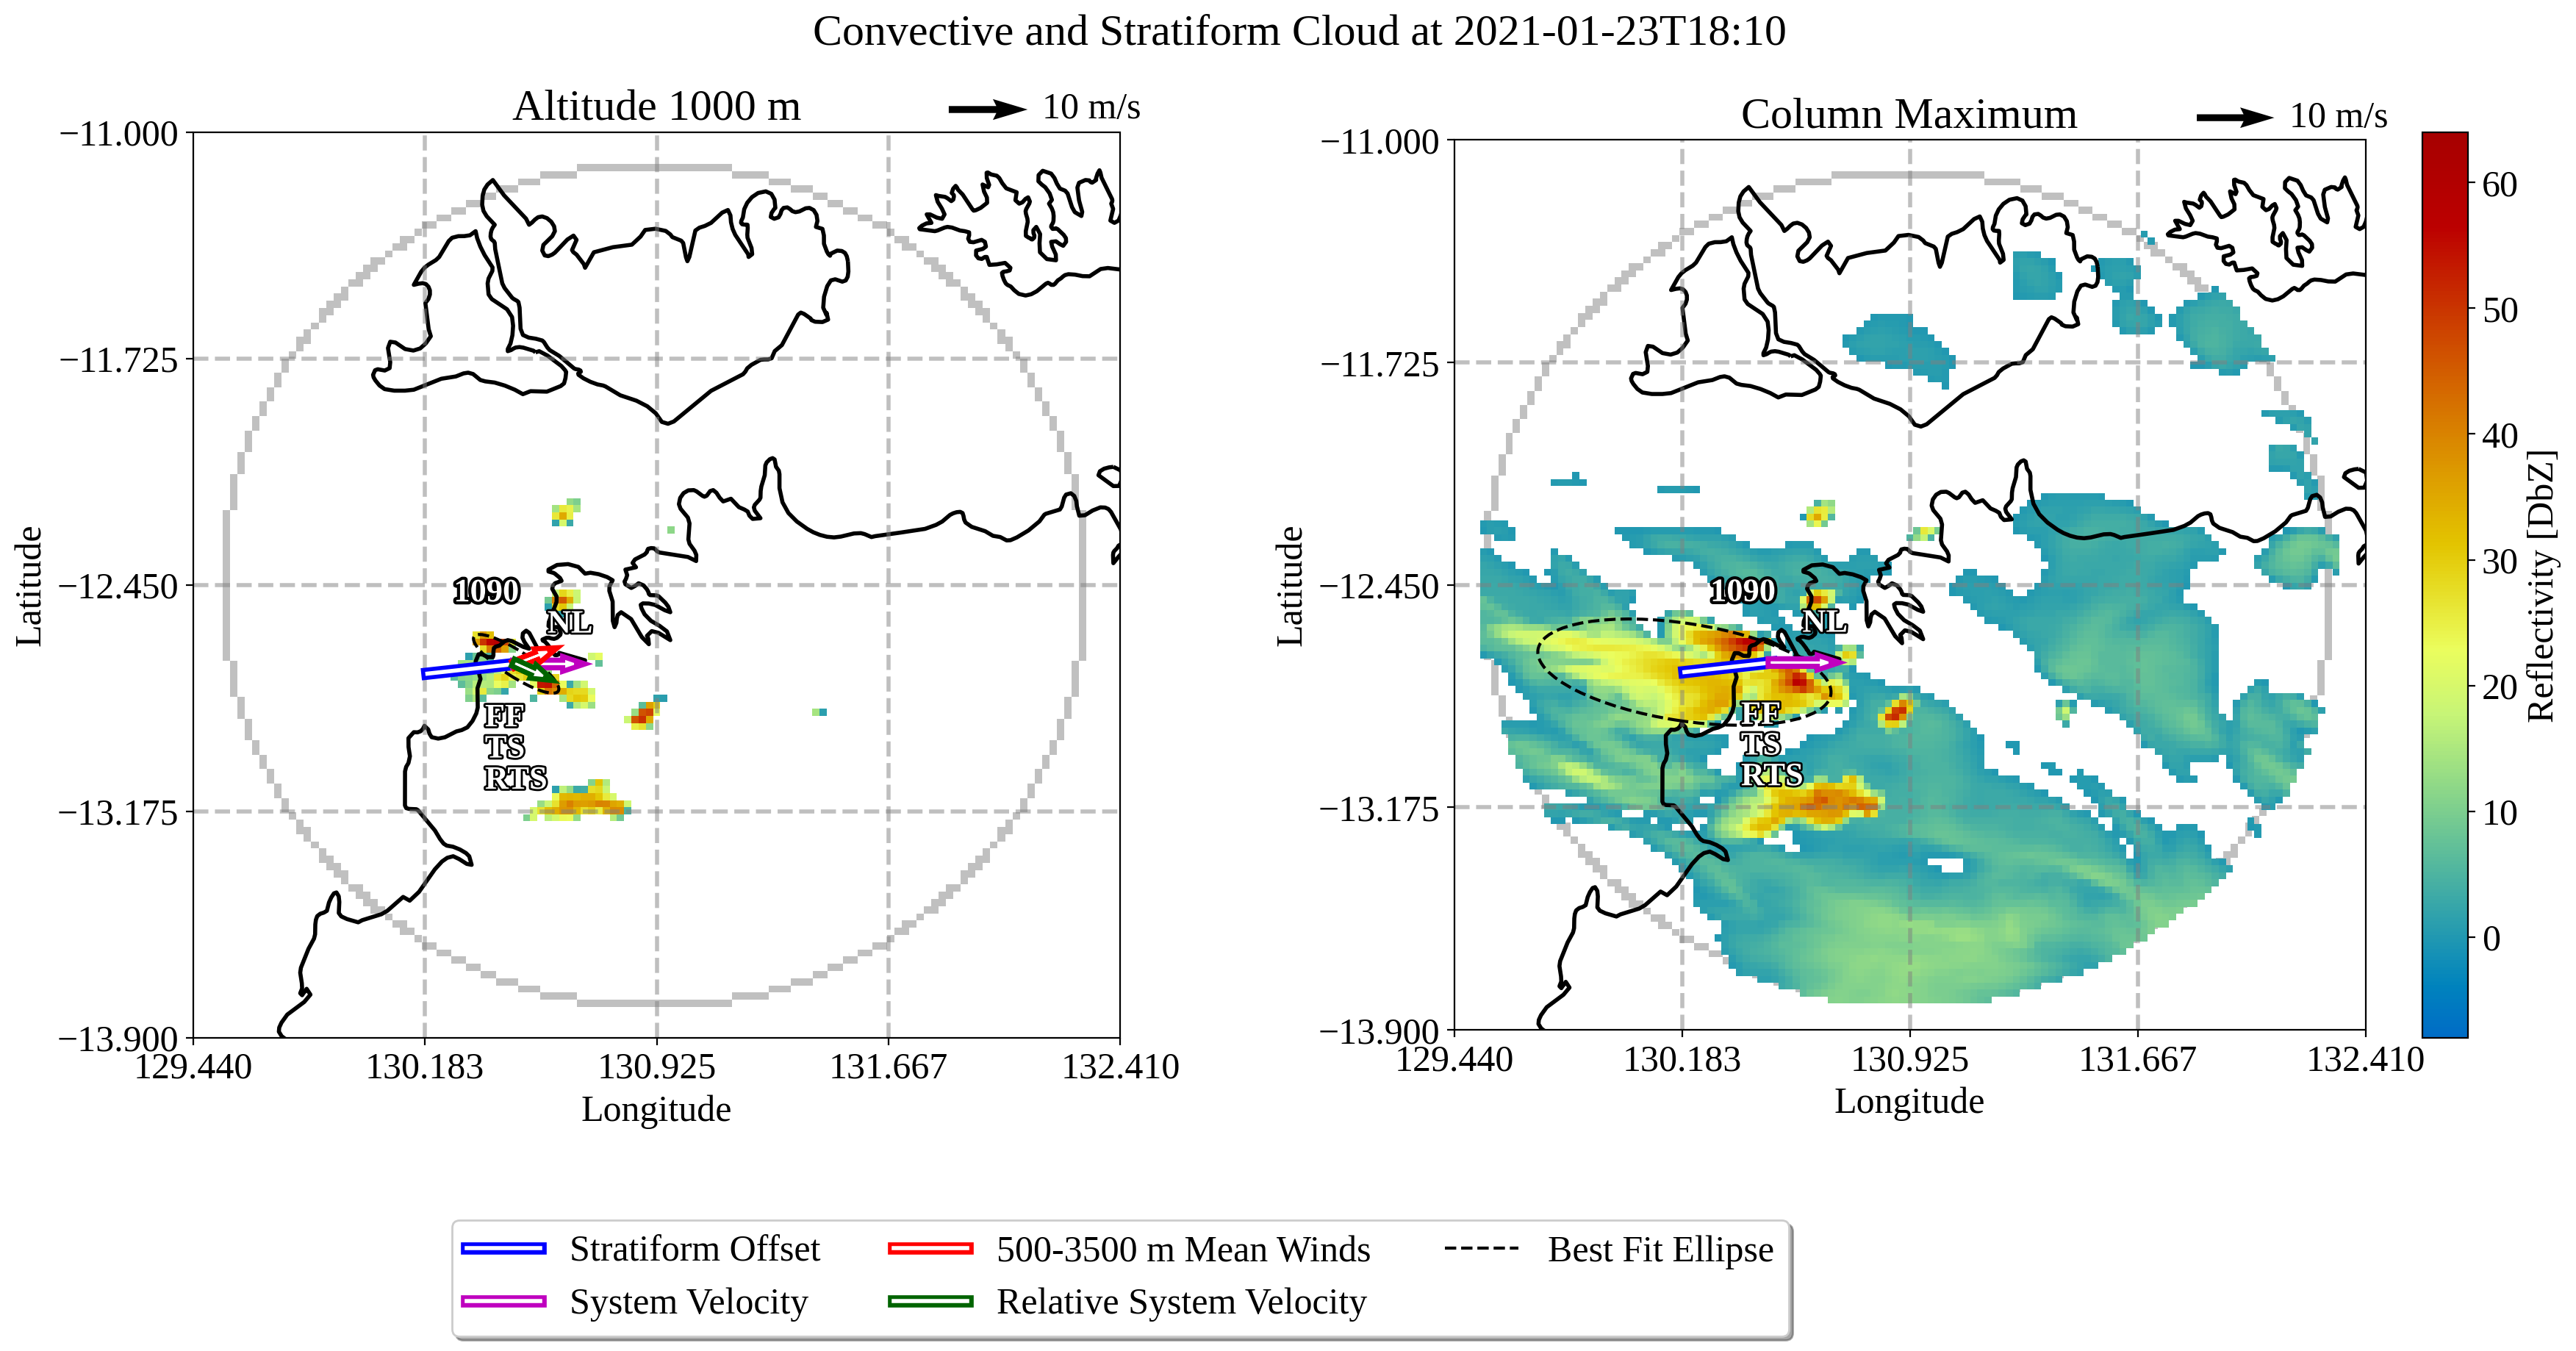 Convective and Stratiform Cloud at 2021-01-23T18:10
Altitude 1000 m
10 m/s
−11.000
−11.725
−12.450
−13.175
−13.900
Latitude
129.440
130.183
130.925
131.667
132.410
Longitude
1090
NL
FF
TS
RTS
Column Maximum
10 m/s
−11.000
−11.725
−12.450
−13.175
−13.900
Latitude
129.440
130.183
130.925
131.667
132.410
Longitude
1090
NL
FF
TS
RTS
60
50
40
30
20
10
0
Reflectivity [DbZ]
Stratiform Offset
System Velocity
500-3500 m Mean Winds
Relative System Velocity
Best Fit Ellipse